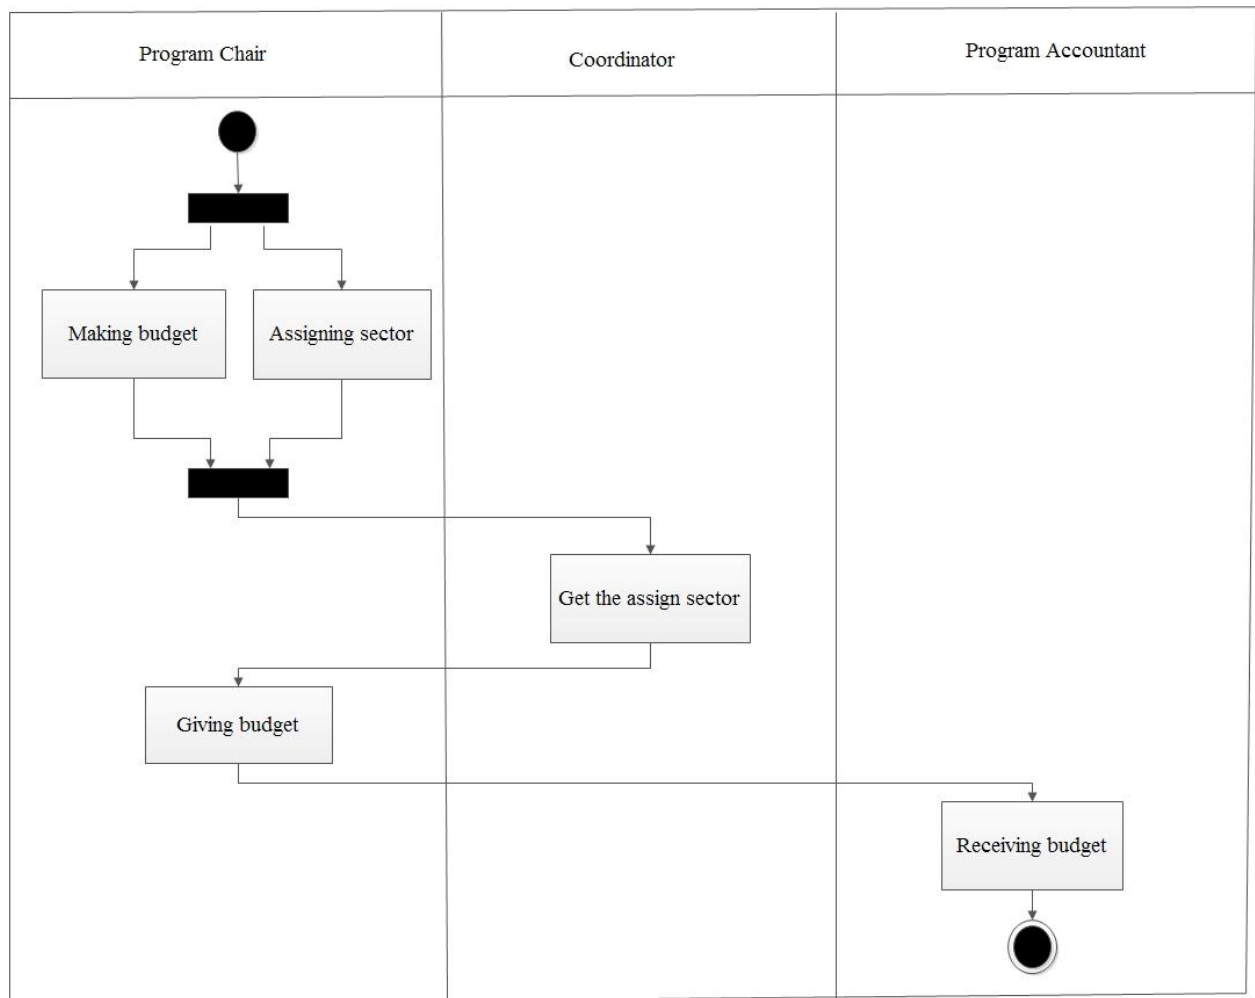 Program Chair
Coordinator
Program Accountant
Making budget
Assigning sector
Get the assign sector
Giving budget
Receiving budget